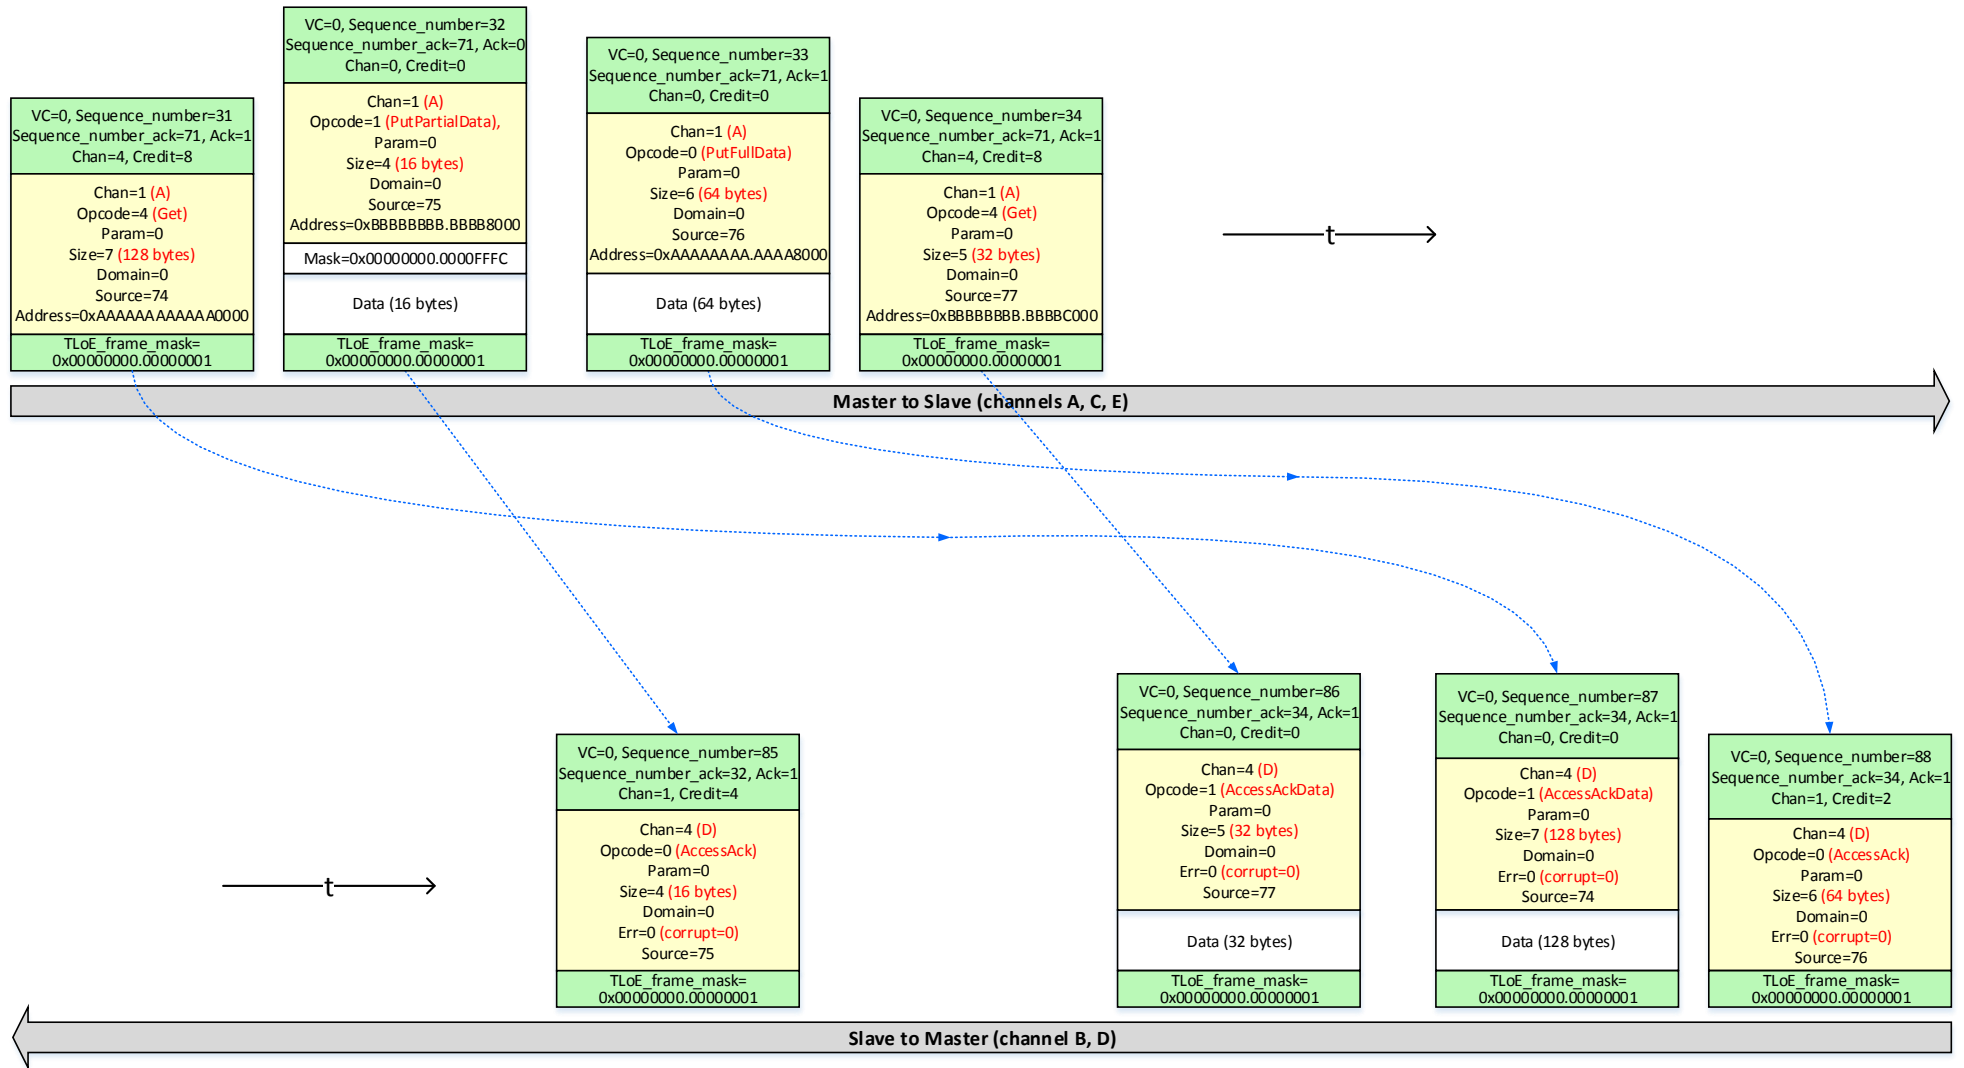 VC=0, Sequence_number=31
Sequence_number_ack=71, Ack=1
Chan=4, Credit=8
Chan=1 (A)
Opcode=4 (Get)
Param=0
Size=7 (128 bytes)
Domain=0
Source=74
Address=0xAAAAAAAAAAAA0000
TLoE_frame_mask=
0x00000000.00000001
VC=0, Sequence_number=32
Sequence_number_ack=71, Ack=0
Chan=0, Credit=0
Chan=1 (A)
Opcode=1 (PutPartialData),
Param=0
Size=4 (16 bytes)
Domain=0
Source=75
Address=0xBBBBBBBB.BBBB8000
Mask=0x00000000.0000FFFC
Data (16 bytes)
TLoE_frame_mask=
0x00000000.00000001
VC=0, Sequence_number=33
Sequence_number_ack=71, Ack=1
Chan=0, Credit=0
Chan=1 (A)
Opcode=0 (PutFullData)
Param=0
Size=6 (64 bytes)
Domain=0
Source=76
Address=0xAAAAAAAA.AAAA8000
Data (64 bytes)
TLoE_frame_mask=
0x00000000.00000001
VC=0, Sequence_number=34
Sequence_number_ack=71, Ack=1
Chan=4, Credit=8
Chan=1 (A)
Opcode=4 (Get)
Param=0
Size=5 (32 bytes)
Domain=0
Source=77
Address=0xBBBBBBBB.BBBBC000
TLoE_frame_mask=
0x00000000.00000001
t
Master to Slave (channels A, C, E)
t
VC=0, Sequence_number=85
Sequence_number_ack=32, Ack=1
Chan=1, Credit=4
Chan=4 (D)
Opcode=0 (AccessAck)
Param=0
Size=4 (16 bytes)
Domain=0
Err=0 (corrupt=0)
Source=75
TLoE_frame_mask=
0x00000000.00000001
VC=0, Sequence_number=86
Sequence_number_ack=34, Ack=1
Chan=0, Credit=0
Chan=4 (D)
Opcode=1 (AccessAckData)
Param=0
Size=5 (32 bytes)
Domain=0
Err=0 (corrupt=0)
Source=77
Data (32 bytes)
TLoE_frame_mask=
0x00000000.00000001
VC=0, Sequence_number=87
Sequence_number_ack=34, Ack=1
Chan=0, Credit=0
Chan=4 (D)
Opcode=1 (AccessAckData)
Param=0
Size=7 (128 bytes)
Domain=0
Err=0 (corrupt=0)
Source=74
Data (128 bytes)
TLoE_frame_mask=
0x00000000.00000001
VC=0, Sequence_number=88
Sequence_number_ack=34, Ack=1
Chan=1, Credit=2
Chan=4 (D)
Opcode=0 (AccessAck)
Param=0
Size=6 (64 bytes)
Domain=0
Err=0 (corrupt=0)
Source=76
TLoE_frame_mask=
0x00000000.00000001
Slave to Master (channel B, D)